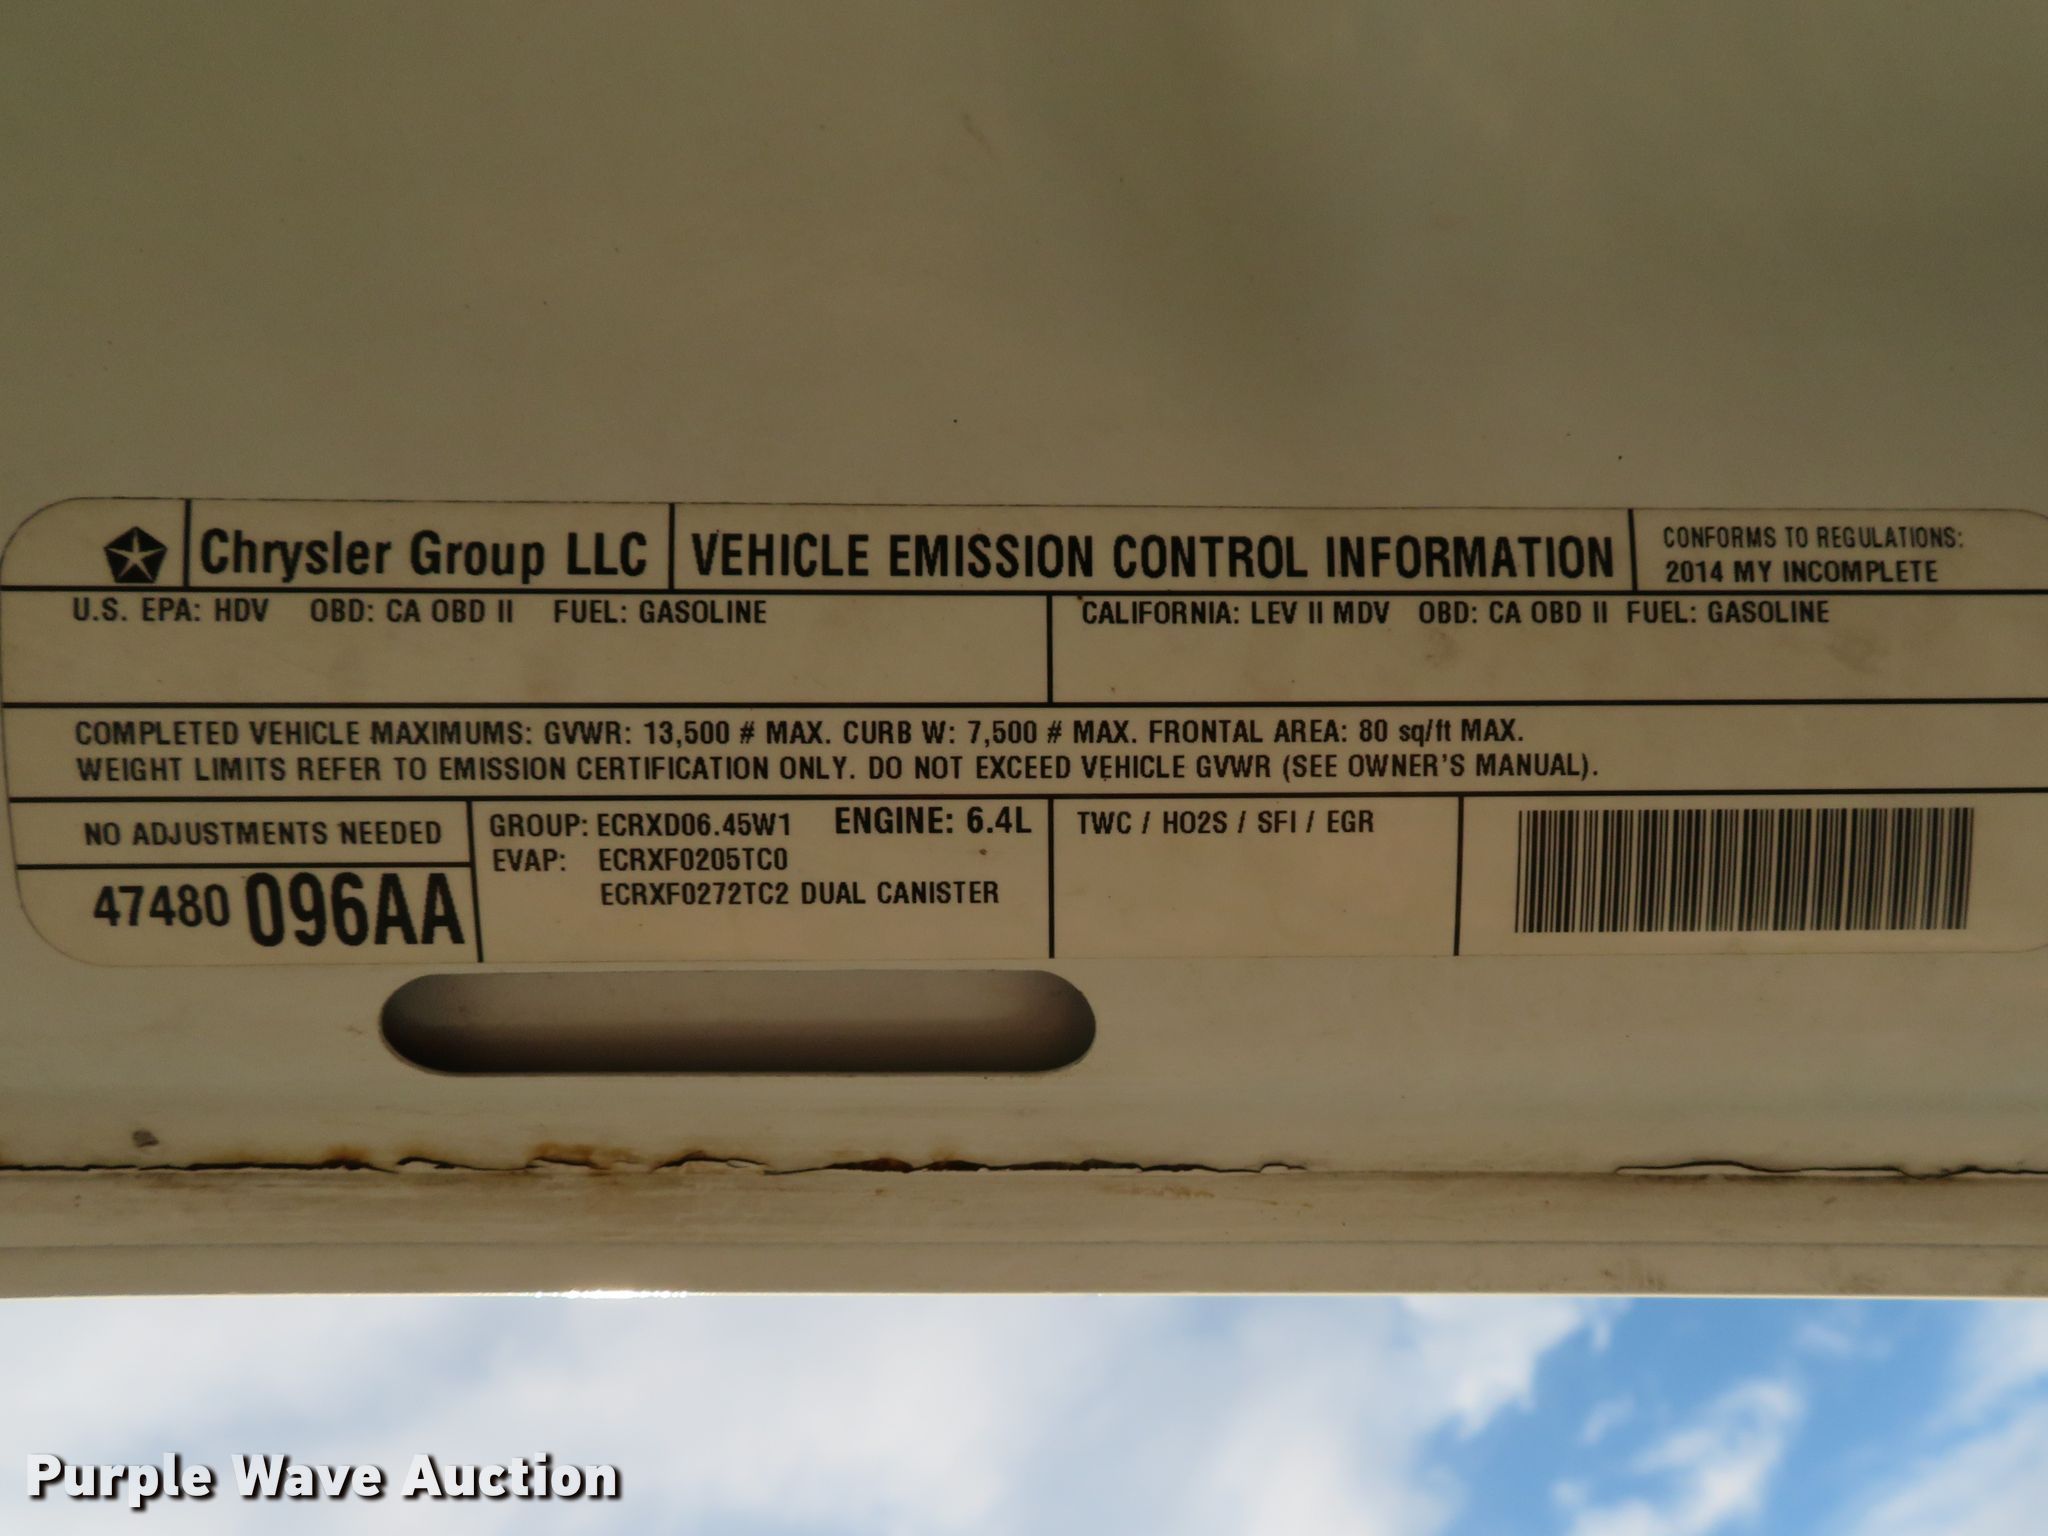 Chrysler Group LLC VEHICLE EMISSION CONTROL INFORMATION
CONFORMS TO REGULATIONS:
2014 MY INCOMPLETE
U.S. EPA: HDV OBD: CA OBD II FUEL: GASOLINE
CALIFORNIA: LEV II MDV OBD: CA OBD II FUEL: GASOLINE
COMPLETED VEHICLE MAXIMUMS: GVWR: 13,500 # MAX. CURB W: 7,500 # MAX. FRONTAL AREA: 80 sq/ft MAX.
WEIGHT LIMITS REFER TO EMISSION CERTIFICATION ONLY. DO NOT EXCEED VEHICLE GVWR (SEE OWNER'S MANUAL).
NO ADJUSTMENTS NEEDED
47480 096AA
GROUP: ECRXD06.45W1 ENGINE: 6.4L
EVAP: ECRXF0205TC0
ECRXF0272TC2 DUAL CANISTER
TWC / HO2S / SFI / EGR
Purple Wave Auction